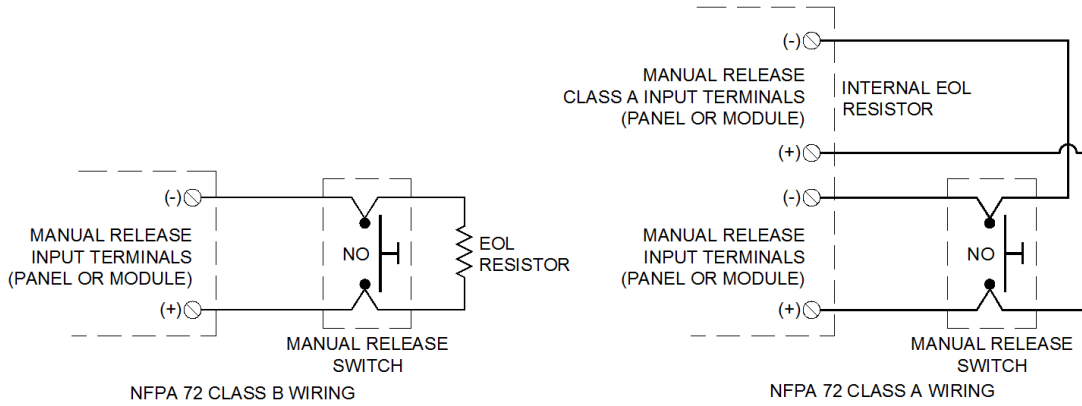 (-)
MANUAL RELEASE
INPUT TERMINALS
(PANEL OR MODULE)
(+)
NO
EOL
RESISTOR
MANUAL RELEASE
SWITCH
NFPA 72 CLASS B WIRING
(-)
MANUAL RELEASE
CLASS A INPUT TERMINALS
(PANEL OR MODULE)
INTERNAL EOL
RESISTOR
(+)
(-)
MANUAL RELEASE
INPUT TERMINALS
(PANEL OR MODULE)
(+)
NO
MANUAL RELEASE
SWITCH
NFPA 72 CLASS A WIRING